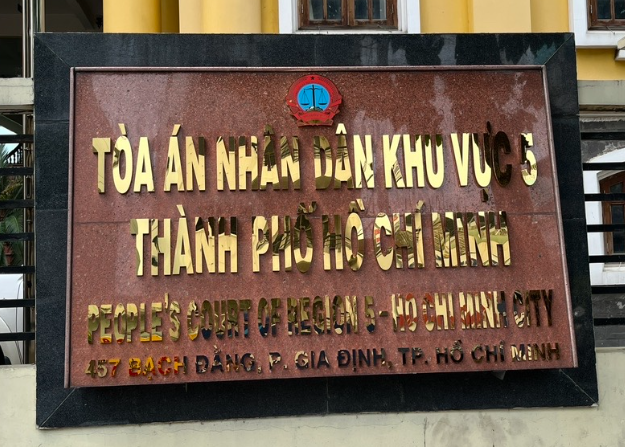 TÒA ÁN NHÂN DÂN KHU VỰC 5
THÀNH PHỐ HỒ CHÍ MINH
PEOPLE'S COURT OF REGION 5 - HO CHI MINH CITY
457 BẠCH ĐẰNG, P. GIA ĐỊNH, TP. HỒ CHÍ MINH